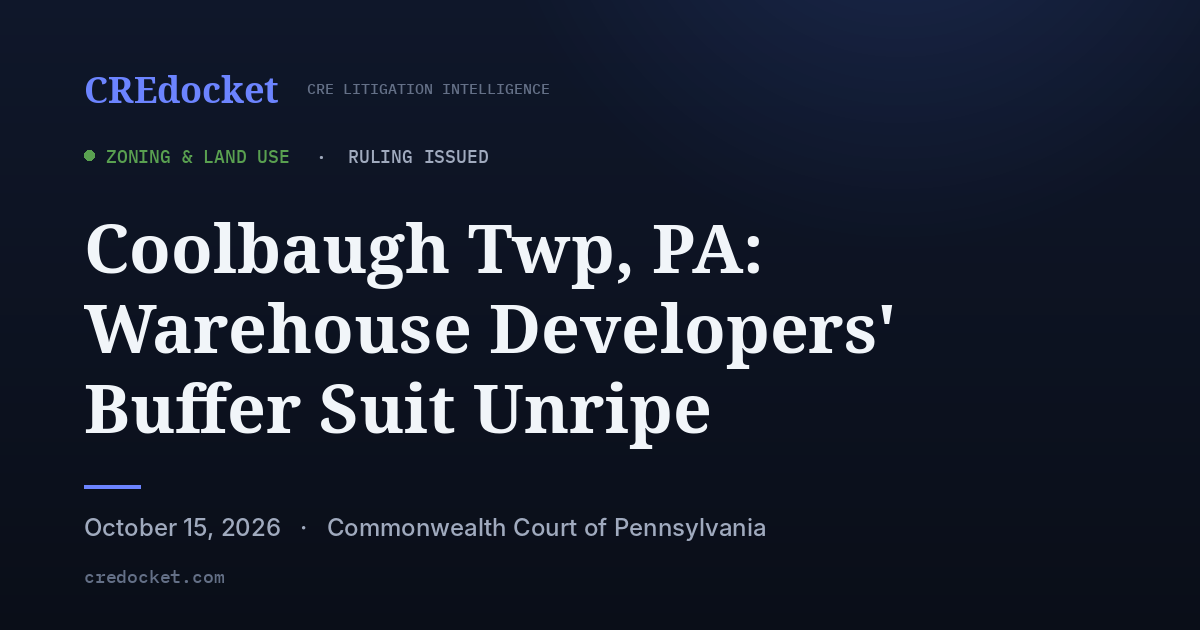 CREdocket CRE LITIGATION INTELLIGENCE
ZONING & LAND USE · RULING ISSUED
Coolbaugh Twp, PA:
Warehouse Developers'
Buffer Suit Unripe
October 15, 2026 · Commonwealth Court of Pennsylvania
credocket.com